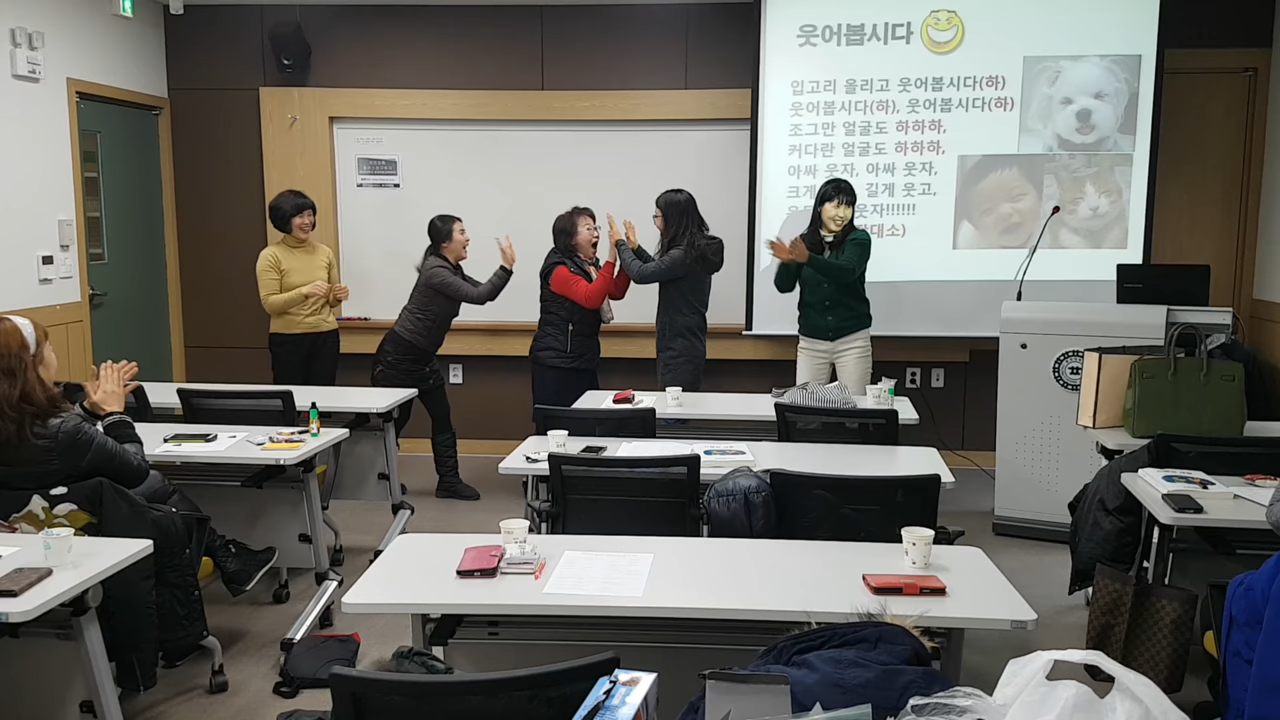 웃어봅시다
입고리 올리고 웃어봅시다(하)
웃어봅시다(하), 웃어봅시다(하)
조그만 얼굴도 하하하,
커다란 얼굴도 하하하,
아싸 웃자, 아싸 웃자,
크게 길게 웃고,
웃자!!!!!!
대소)